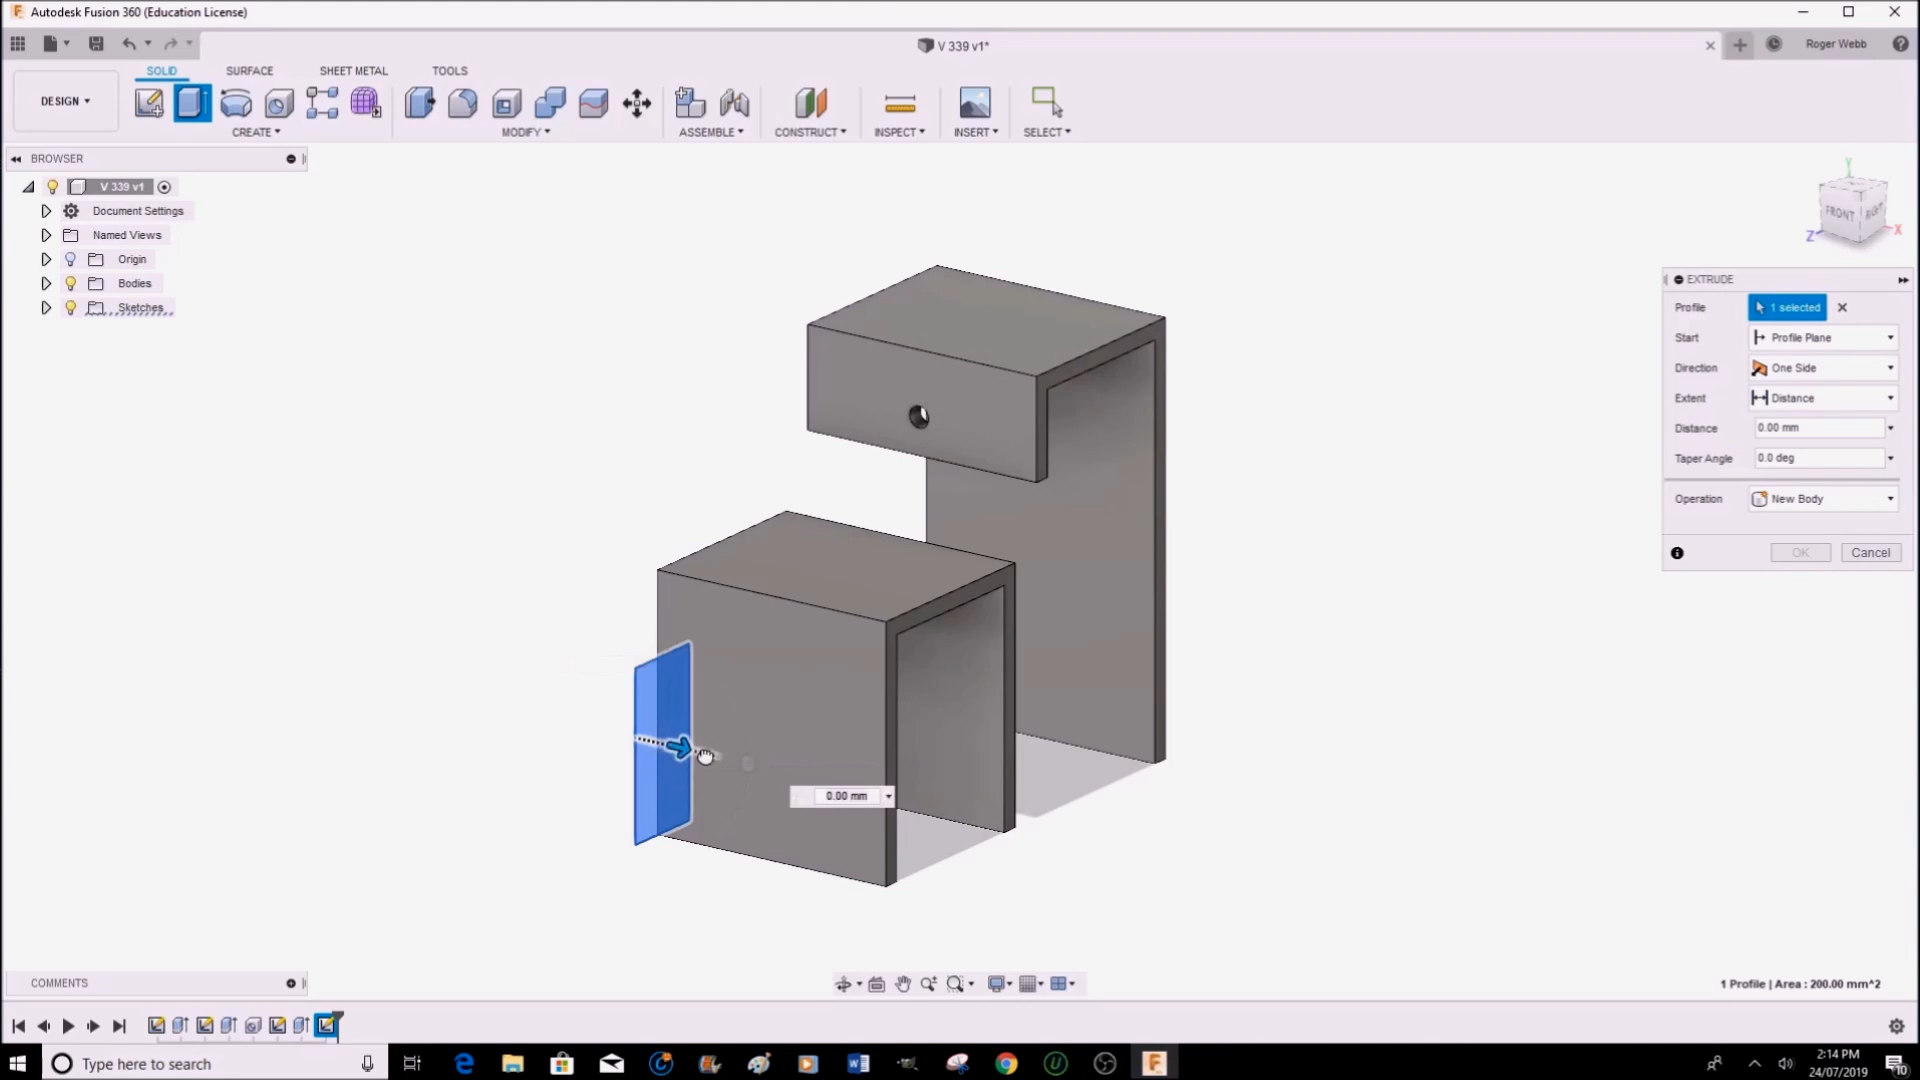 Autodesk Fusion 360 (Education License)
V 339 v1*
Roger Webb
SOLID
SURFACE
SHEET METAL
TOOLS
DESIGN
CREATE
MODIFY
ASSEMBLE
CONSTRUCT
INSPECT
INSERT
SELECT
BROWSER
V 339 v1
Document Settings
Named Views
Origin
Bodies
Sketches
Y
FRONT
RIGHT
Z
X
EXTRUDE
Profile
1 selected
Start
Profile Plane
Direction
One Side
Extent
Distance
Distance
0.00 mm
Taper Angle
0.0 deg
Operation
New Body
OK
Cancel
0.00 mm
COMMENTS
1 Profile | Area : 200.00 mm^2
Type here to search
2:14 PM
24/07/2019
10